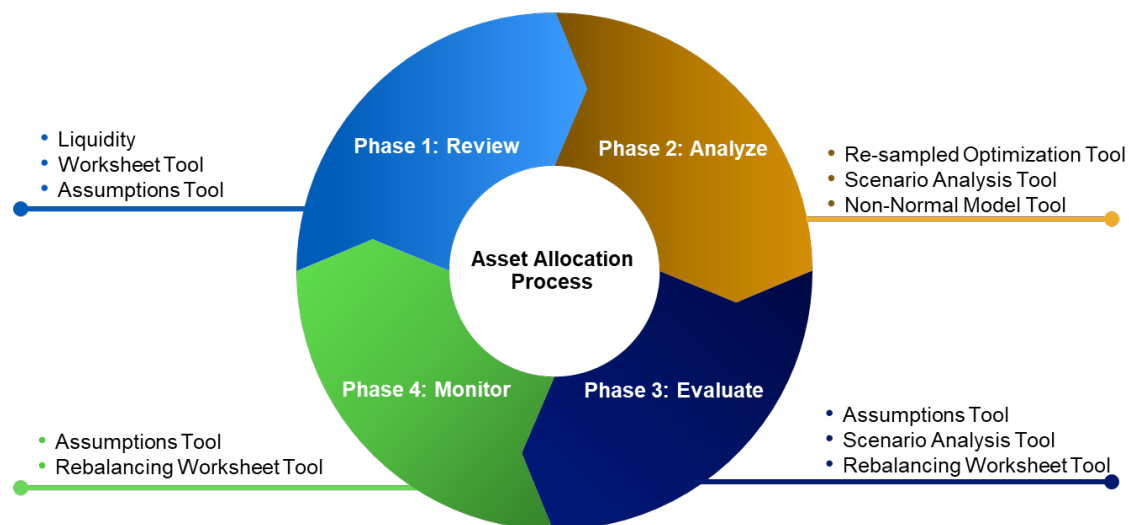 Phase 1: Review
Phase 2: Analyze
• Liquidity
• Worksheet Tool
• Assumptions Tool
• Re-sampled Optimization Tool
• Scenario Analysis Tool
• Non-Normal Model Tool
Asset Allocation
Process
Phase 4: Monitor
Phase 3: Evaluate
• Assumptions Tool
• Rebalancing Worksheet Tool
• Assumptions Tool
• Scenario Analysis Tool
• Rebalancing Worksheet Tool